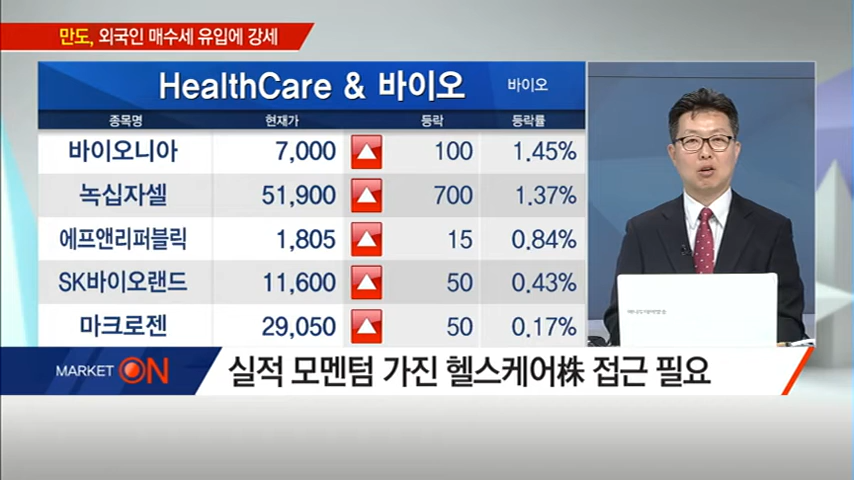 만도, 외국인 매수세 유입에 강세
HealthCare & 바이오 바이오
종목명 현재가 등락 등락률
바이오니아 7,000 100 1.45%
녹십자셀 51,900 700 1.37%
에프앤리퍼블릭 1,805 15 0.84%
SK바이오랜드 11,600 50 0.43%
마크로젠 29,050 50 0.17%
MARKET ON 실적 모멘텀 가진 헬스케어株 접근 필요